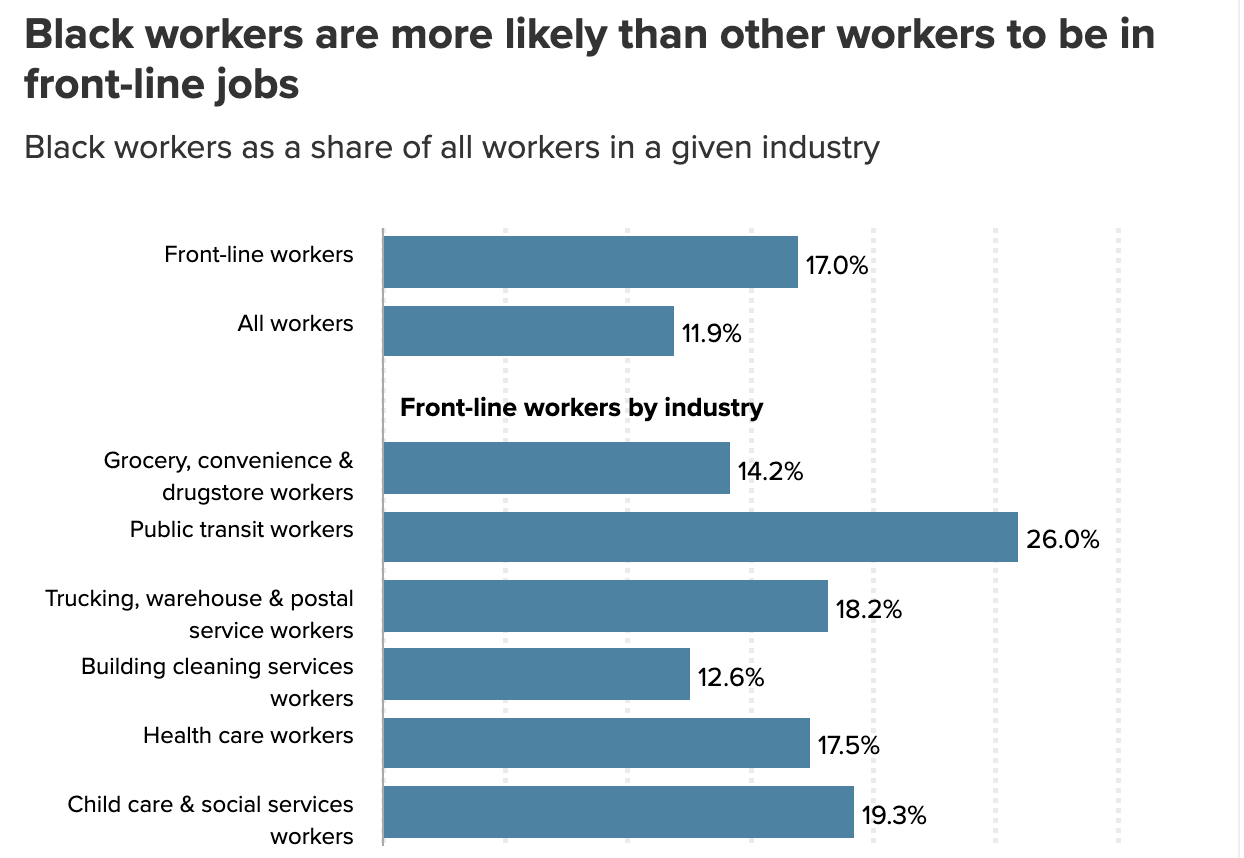 Black workers are more likely than other workers to be in
front-line jobs
Black workers as a share of all workers in a given industry
Front-line workers
17.0%
All workers
11.9%
Front-line workers by industry
Grocery, convenience &
drugstore workers
14.2%
Public transit workers
26.0%
Trucking, warehouse & postal
service workers
18.2%
Building cleaning services
workers
12.6%
Health care workers
17.5%
Child care & social services
workers
19.3%